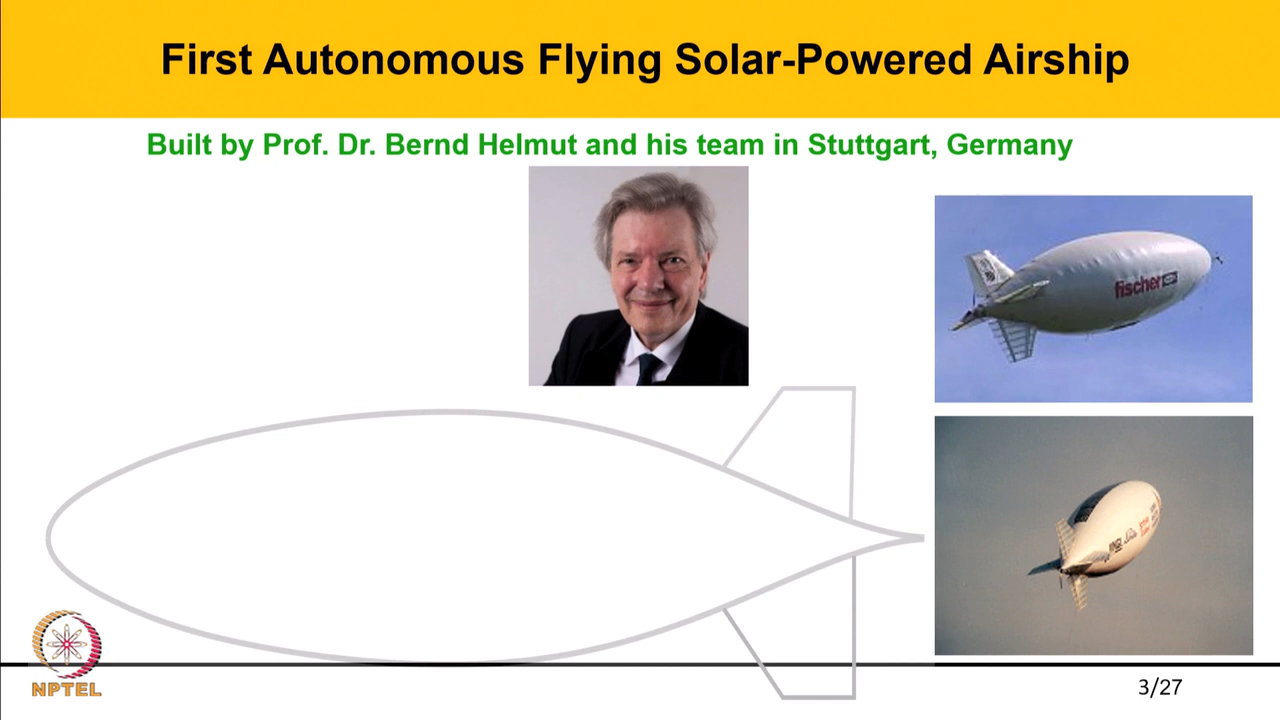 First Autonomous Flying Solar-Powered Airship
Built by Prof. Dr. Bernd Helmut and his team in Stuttgart, Germany
fischer
NPTEL
3/27